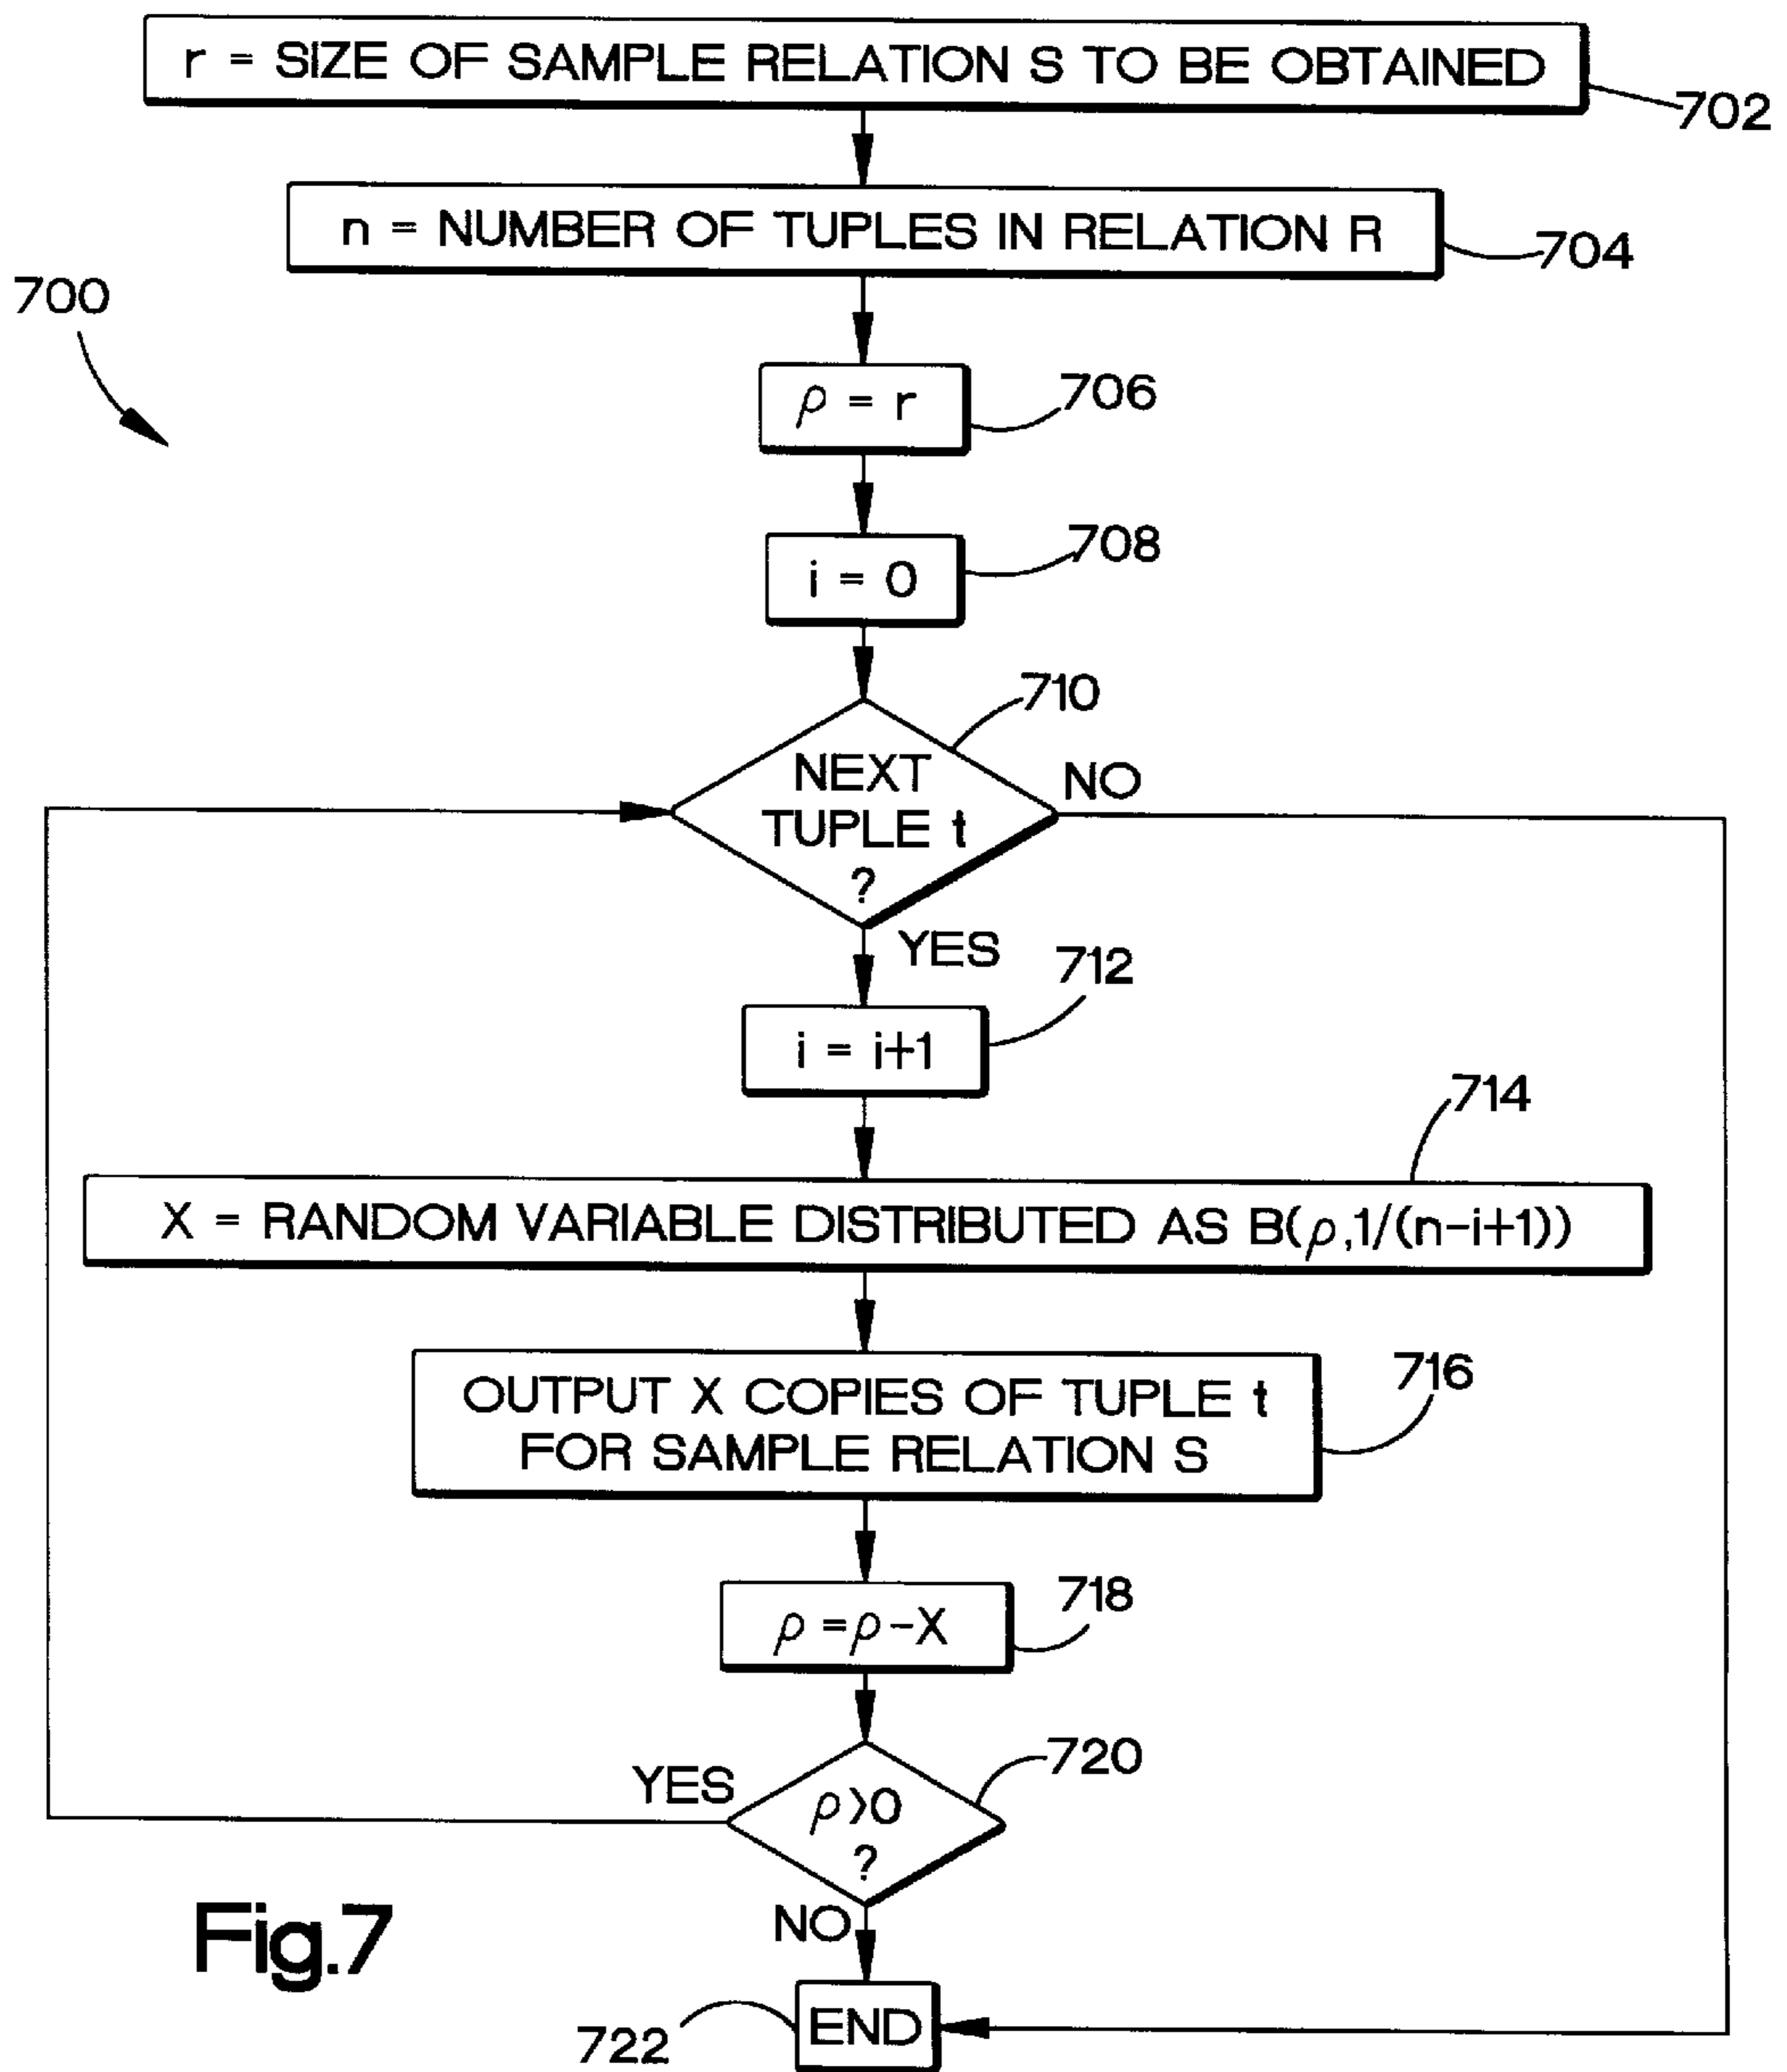 r = SIZE OF SAMPLE RELATION S TO BE OBTAINED
702
n = NUMBER OF TUPLES IN RELATION R
704
700
ρ = r
706
i = 0
708
710
NEXT
TUPLE t
?
NO
YES
712
i = i+1
714
X = RANDOM VARIABLE DISTRIBUTED AS B(ρ,1/(n-i+1))
OUTPUT X COPIES OF TUPLE t
FOR SAMPLE RELATION S
716
ρ=ρ-X
718
720
YES
ρ>0
?
NO
Fig.7
END
722